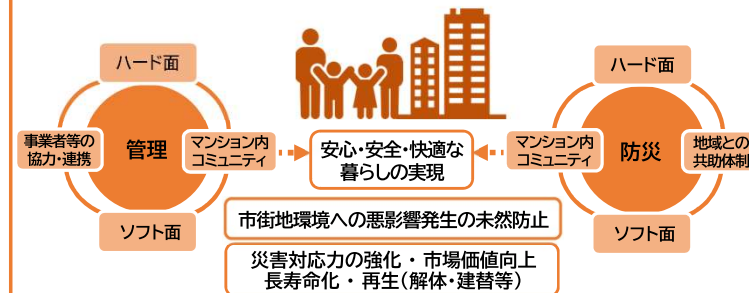 ハード面
事業者等の
協力・連携
管理
マンション内
コミュニティ
ソフト面
安心・安全・快適な
暮らしの実現
ハード面
マンション内
コミュニティ
防災
地域との
共助体制
ソフト面
市街地環境への悪影響発生の未然防止
災害対応力の強化 ・ 市場価値向上
長寿命化 ・ 再生(解体・建替等)